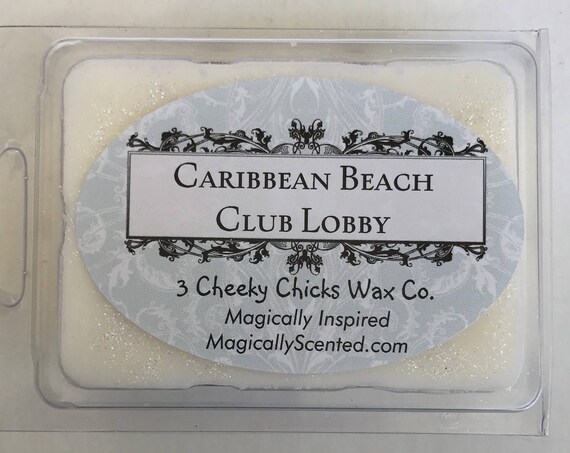 Caribbean Beach
Club Lobby
3 Cheeky Chicks Wax Co.
Magically Inspired
MagicallyScented.com